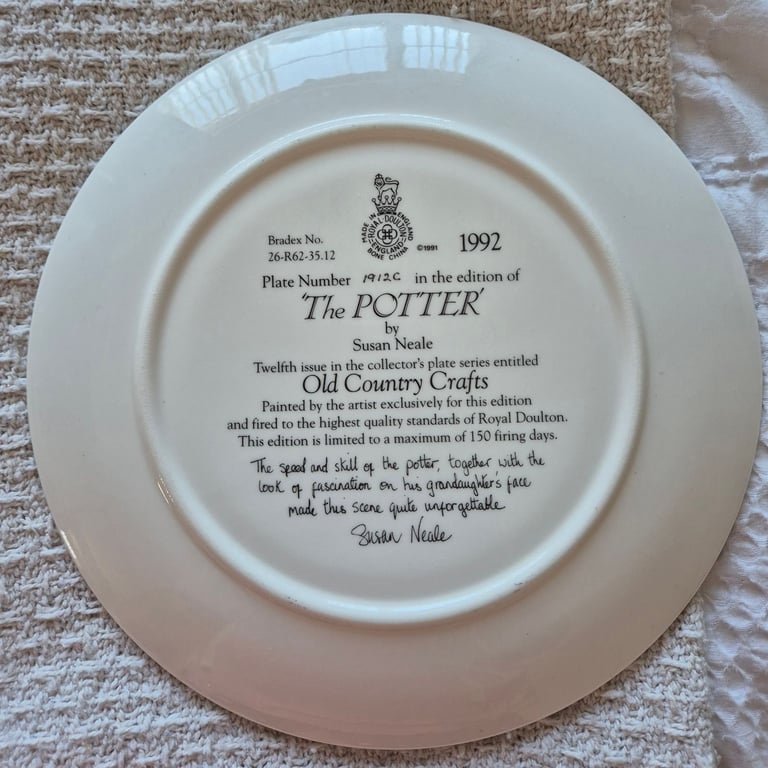 MADE IN ENGLAND
ROYAL·DOULTON
ENGLAND
BONE CHINA
©1991
1992
Bradex No.
26-R62-35.12
Plate Number 1912C in the edition of
'The POTTER'
by
Susan Neale
Twelfth issue in the collector's plate series entitled
Old Country Crafts
Painted by the artist exclusively for this edition
and fired to the highest quality standards of Royal Doulton.
This edition is limited to a maximum of 150 firing days.
The speed and skill of the potter, together with the
look of fascination on his grandaughter's face
made this scene quite unforgettable
Susan Neale